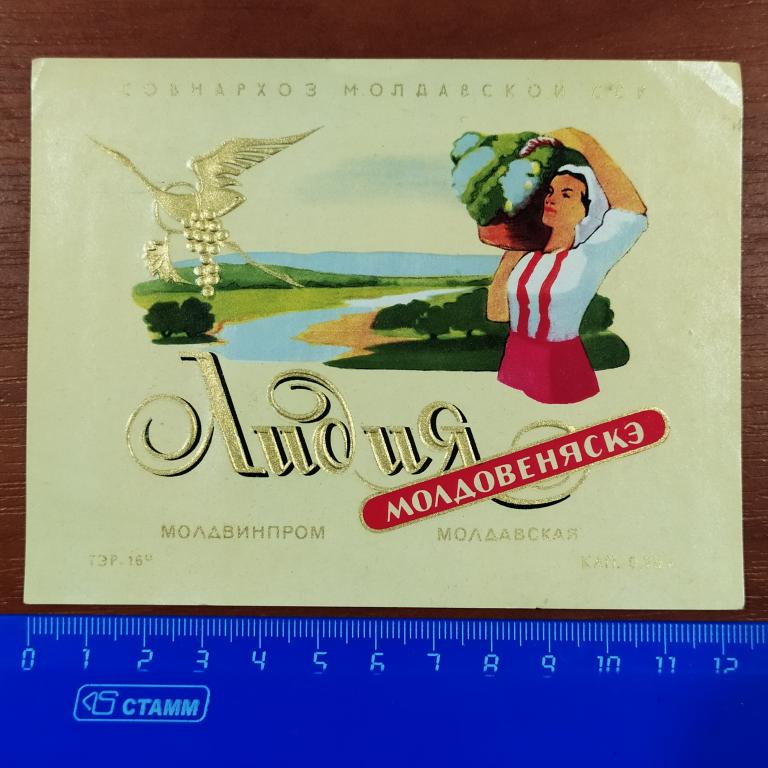 СОВНАРХОЗ МОЛДАВСКОЙ ССР
Лидия
МОЛДОВЕНЯСКЭ
МОЛДВИНПРОМ МОЛДАВСКАЯ
ТЭР. 16° КАП.
0 1 2 3 4 5 6 7 8 9 10 11 12
СТАММ